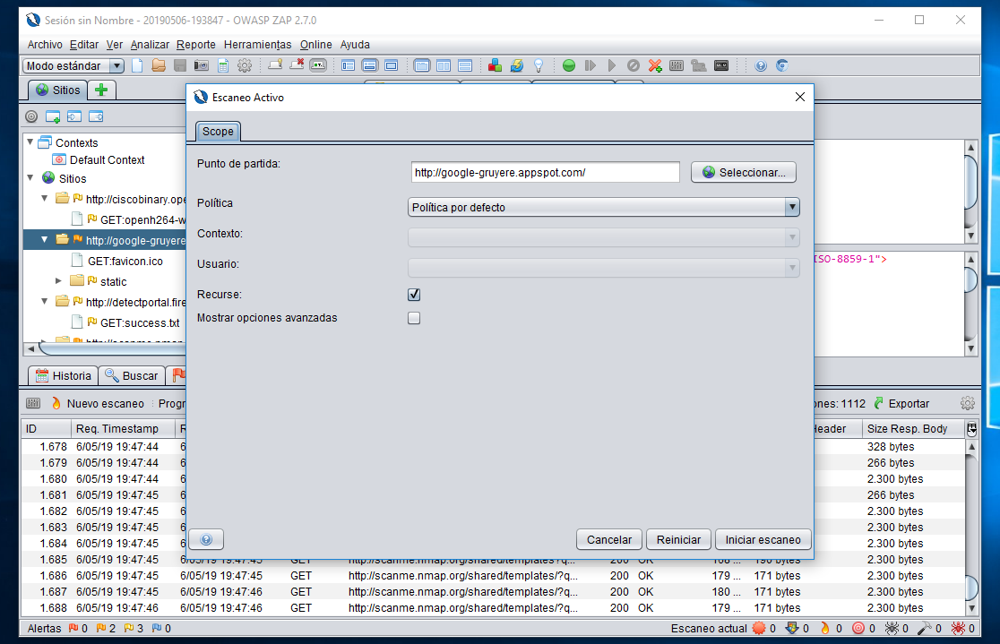 Sesión sin Nombre - 20190506-193847 - OWASP ZAP 2.7.0
Archivo Editar Ver Analizar Reporte Herramientas Online Ayuda
Modo estándar
Sitios
Escaneo Activo
Scope
Contexts
Default Context
Sitios
http://ciscobinary.ope
GET:openh264-w
http://google-gruyere
GET:favicon.ico
static
http://detectportal.fire
GET:success.txt
Punto de partida:
http://google-gruyere.appspot.com/
Seleccionar...
Política
Política por defecto
Contexto:
Usuario:
Recurse:
Mostrar opciones avanzadas
ISO-8859-1">
Historia
Buscar
Nuevo escaneo
Progr
ones: 1112
Exportar
ID Req. Timestamp R Header Size Resp. Body
1.678 6/05/19 19:47:44 6 328 bytes
1.679 6/05/19 19:47:44 6 266 bytes
1.680 6/05/19 19:47:44 6 2.300 bytes
1.681 6/05/19 19:47:45 6 266 bytes
1.682 6/05/19 19:47:45 6 2.300 bytes
1.683 6/05/19 19:47:45 6 2.300 bytes
1.684 6/05/19 19:47:45 6 2.300 bytes
Cancelar
Reiniciar
Iniciar escaneo
1.685 6/05/19 19:47:45 6/05/19 19:47:45 GET http://scanme.nmap.org/shared/templates/?q... 200 OK 2.300 bytes
1.686 6/05/19 19:47:45 6/05/19 19:47:45 GET http://scanme.nmap.org/shared/templates/?q... 200 OK 179 ... 171 bytes 2.300 bytes
1.687 6/05/19 19:47:46 6/05/19 19:47:46 GET http://scanme.nmap.org/shared/templates/?q... 200 OK 180 ... 171 bytes 2.300 bytes
1.688 6/05/19 19:47:46 6/05/19 19:47:46 GET http://scanme.nmap.org/shared/templates/?q... 200 OK 179 ... 171 bytes 2.300 bytes
Alertas 0 2 3 0 Escaneo actual 0 0 0 0 0 0 0